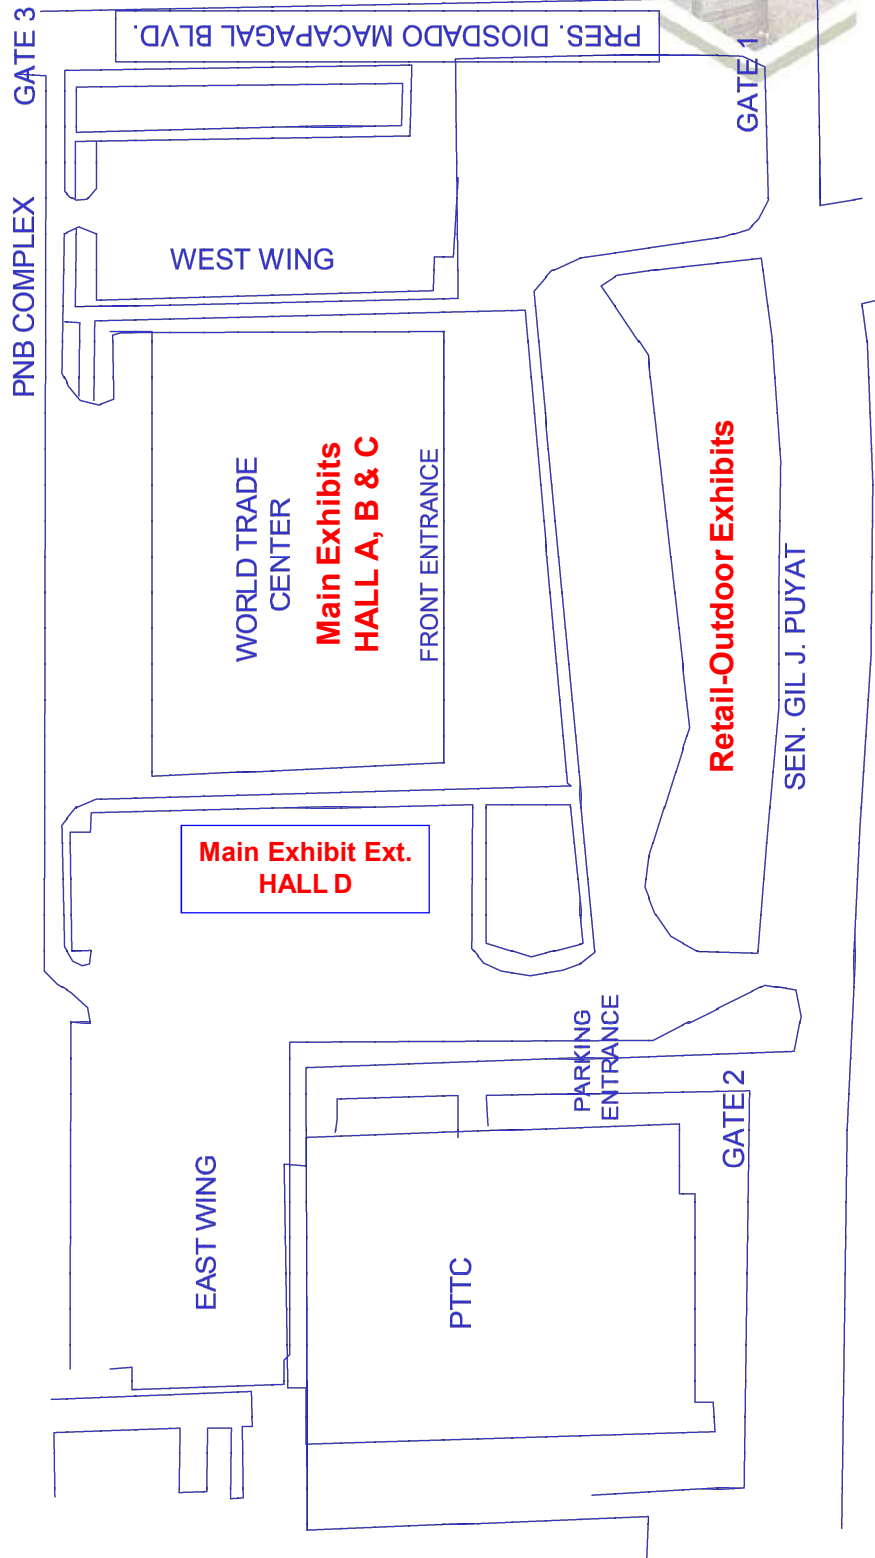 PRES. DIOSDADO MACAPAGAL BLVD.
GATE 3
GATE 1
PNB COMPLEX
WEST WING
WORLD TRADE
CENTER
Main Exhibits
HALL A, B & C
FRONT ENTRANCE
Retail-Outdoor Exhibits
SEN. GIL J. PUYAT
Main Exhibit Ext.
HALL D
PARKING
ENTRANCE
GATE 2
EAST WING
PTTC